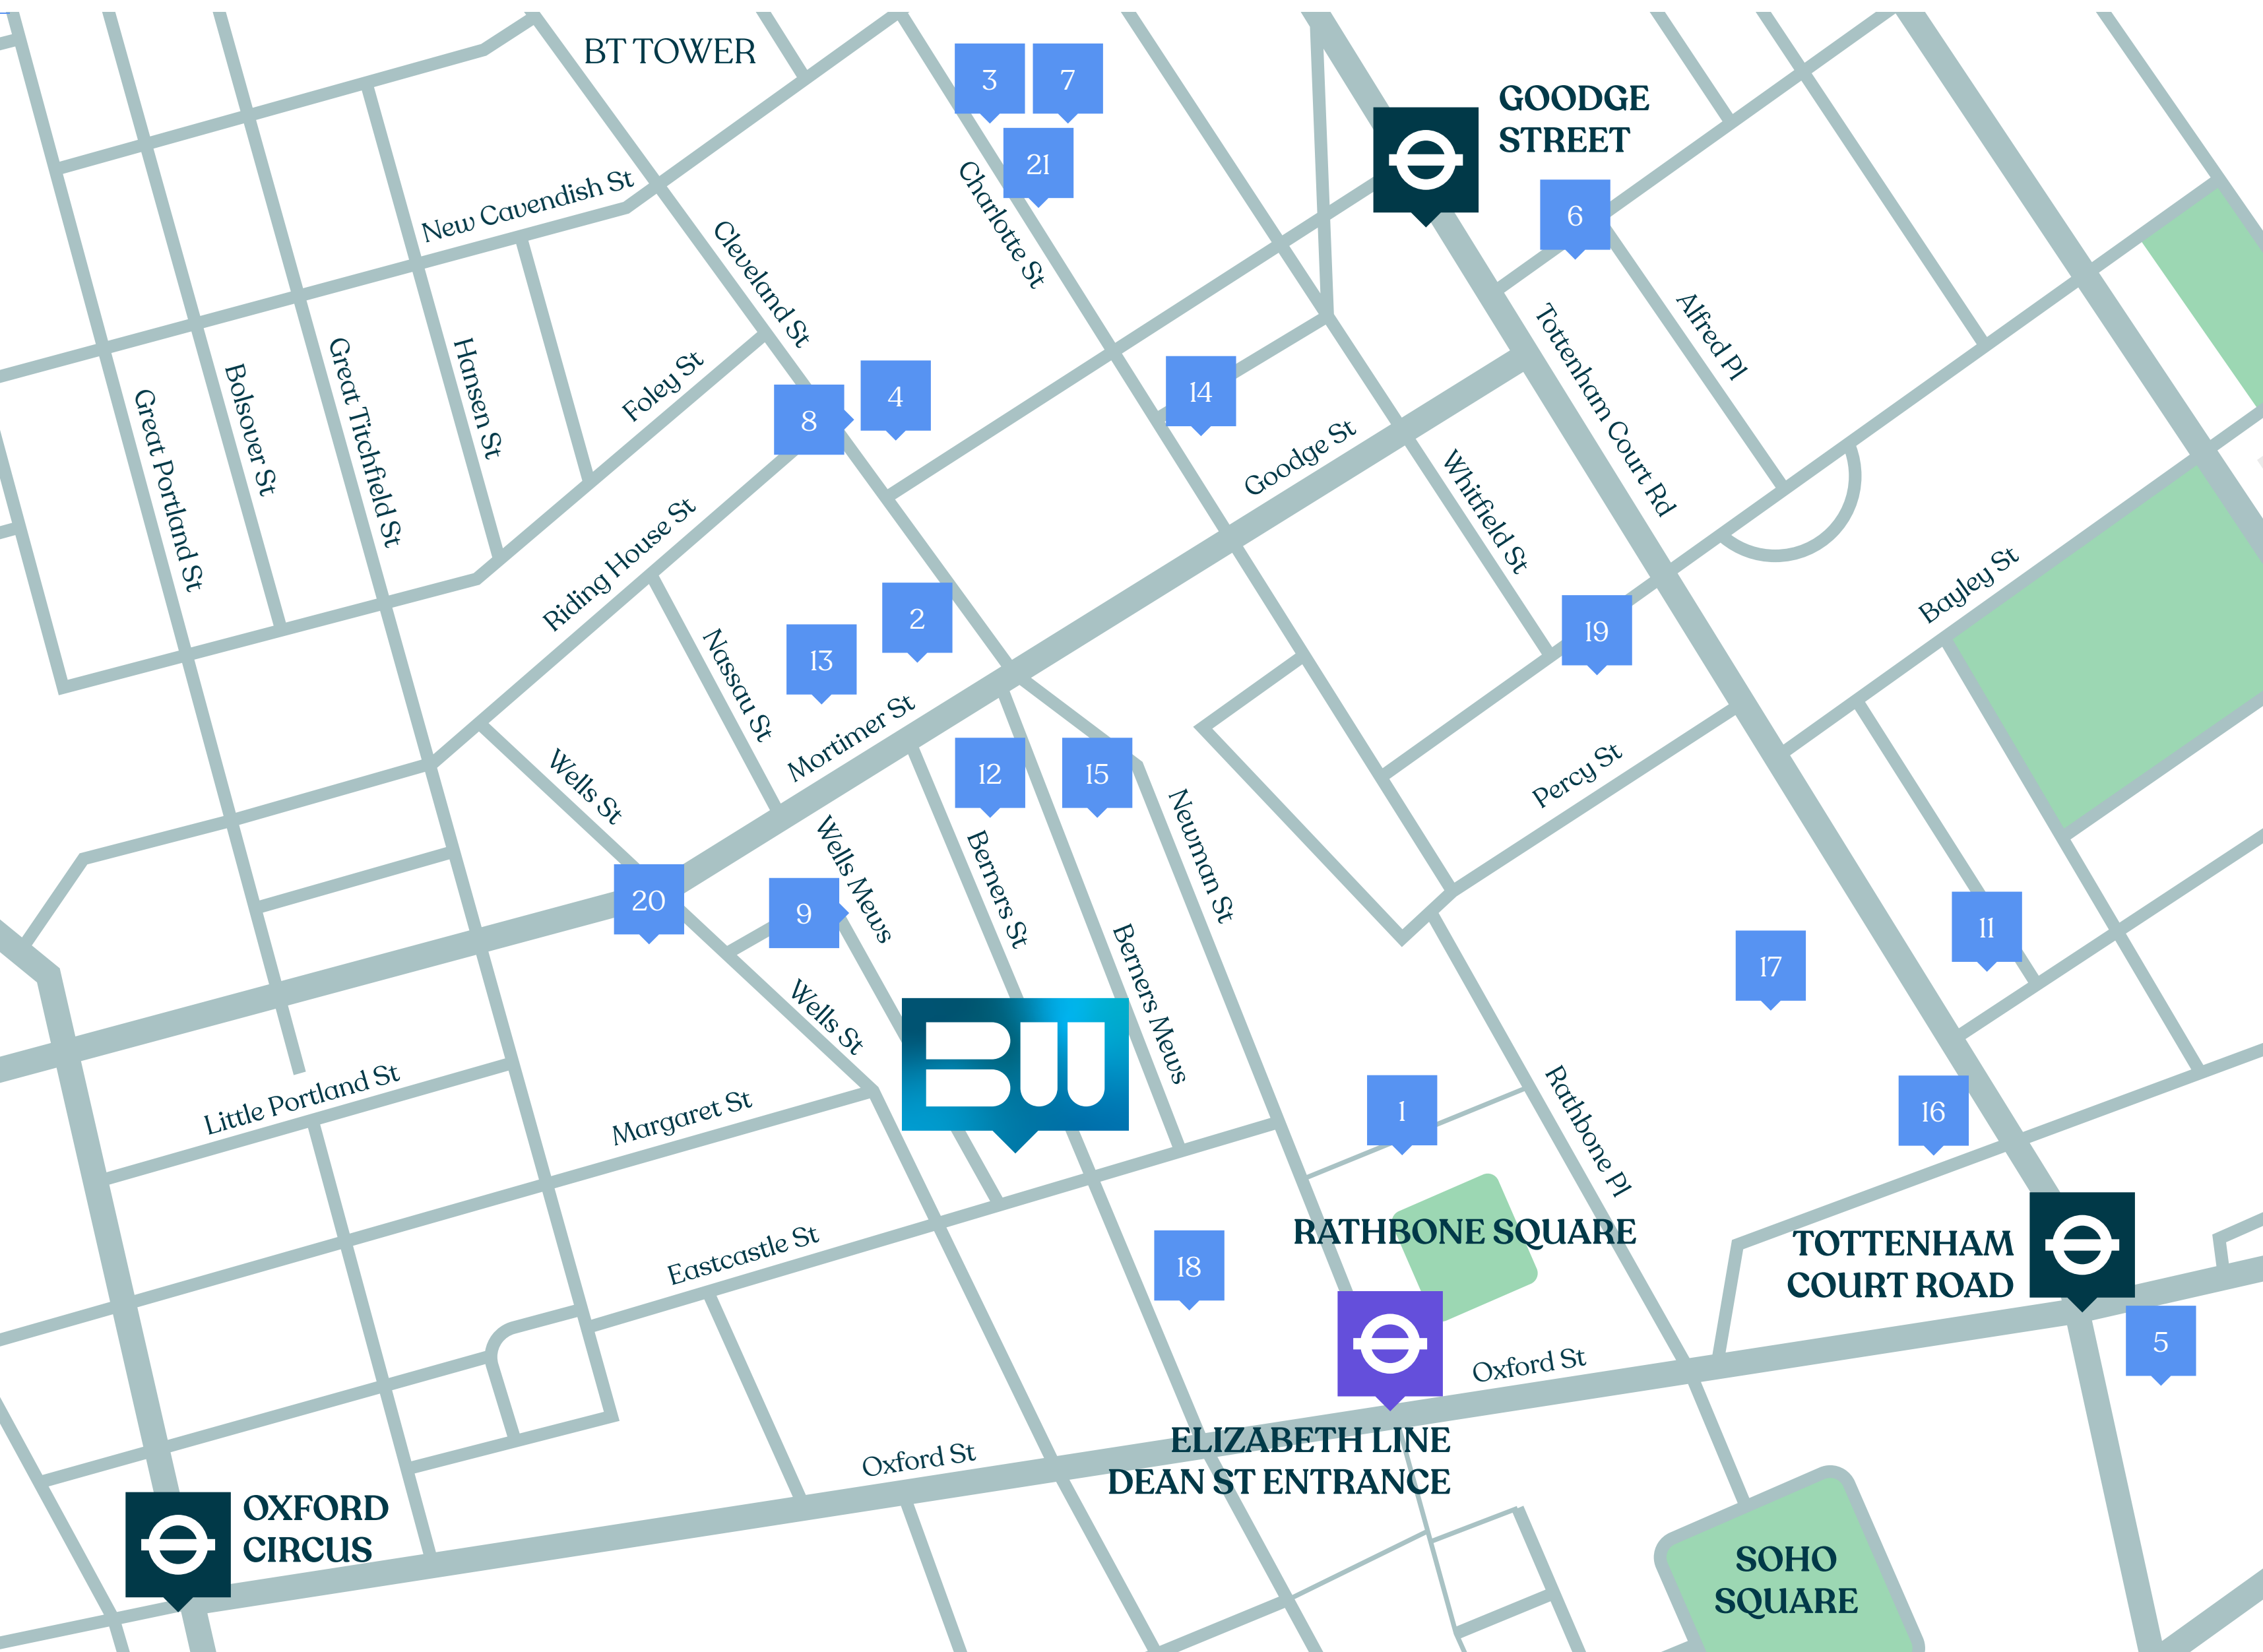 BT TOWER
3
7
21
GOODGE
STREET
6
New Cavendish St
Charlotte St
Cleveland St
Alfred Pl
Tottenham Court Rd
Great Portland St
Bolsover St
Great Titchfield St
Hansen St
Foley St
8
4
14
Goodge St
Whitfield St
Riding House St
Bayley St
2
19
13
Nassau St
Mortimer St
Wells St
12
15
Percy St
Newman St
Wells Mews
Berners St
20
9
11
17
Berners Mews
Wells St
BW
Little Portland St
Margaret St
1
Rathbone Pl
16
RATHBONE SQUARE
Eastcastle St
18
TOTTENHAM
COURT ROAD
5
Oxford St
ELIZABETH LINE
DEAN ST ENTRANCE
Oxford St
OXFORD
CIRCUS
SOHO
SQUARE